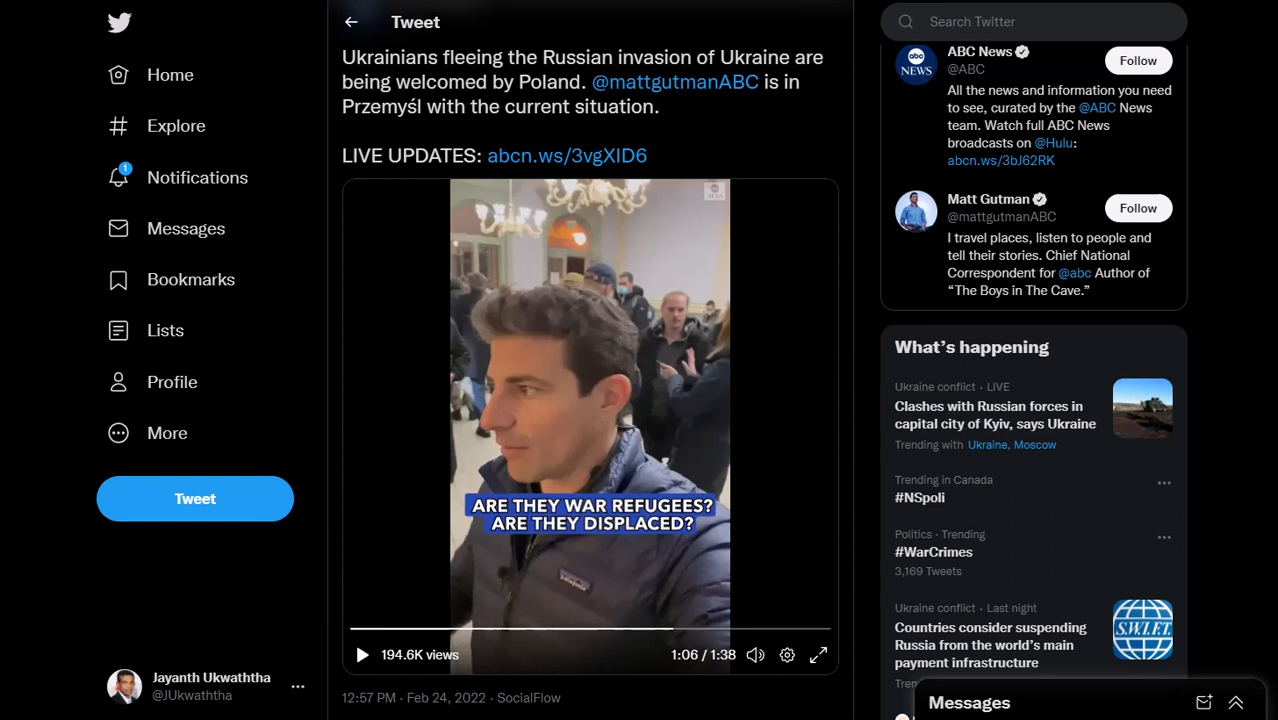 Home
Explore
1
Notifications
Messages
Bookmarks
Lists
Profile
More
Tweet
Jayanth Ukwaththa
@JUkwaththa
Tweet
Ukrainians fleeing the Russian invasion of Ukraine are
being welcomed by Poland. @mattgutmanABC is in
Przemyśl with the current situation.
LIVE UPDATES: abcn.ws/3vgXID6
abc
NEWS
ARE THEY WAR REFUGEES?
ARE THEY DISPLACED?
patagonia
194.6K views
1:06 / 1:38
12:57 PM · Feb 24, 2022 · SocialFlow
Search Twitter
abc
NEWS
ABC News
@ABC
Follow
All the news and information you need
to see, curated by the @ABC News
team. Watch full ABC News
broadcasts on @Hulu:
abcn.ws/3bJ62RK
Matt Gutman
@mattgutmanABC
Follow
I travel places, listen to people and
tell their stories. Chief National
Correspondent for @abc Author of
“The Boys in The Cave.”
What’s happening
Ukraine conflict · LIVE
Clashes with Russian forces in
capital city of Kyiv, says Ukraine
Trending with Ukraine, Moscow
Trending in Canada
#NSpoli
Politics · Trending
#WarCrimes
3,169 Tweets
Ukraine conflict · Last night
Countries consider suspending
Russia from the world’s main
payment infrastructure
S.W.I.F.T.
Messages